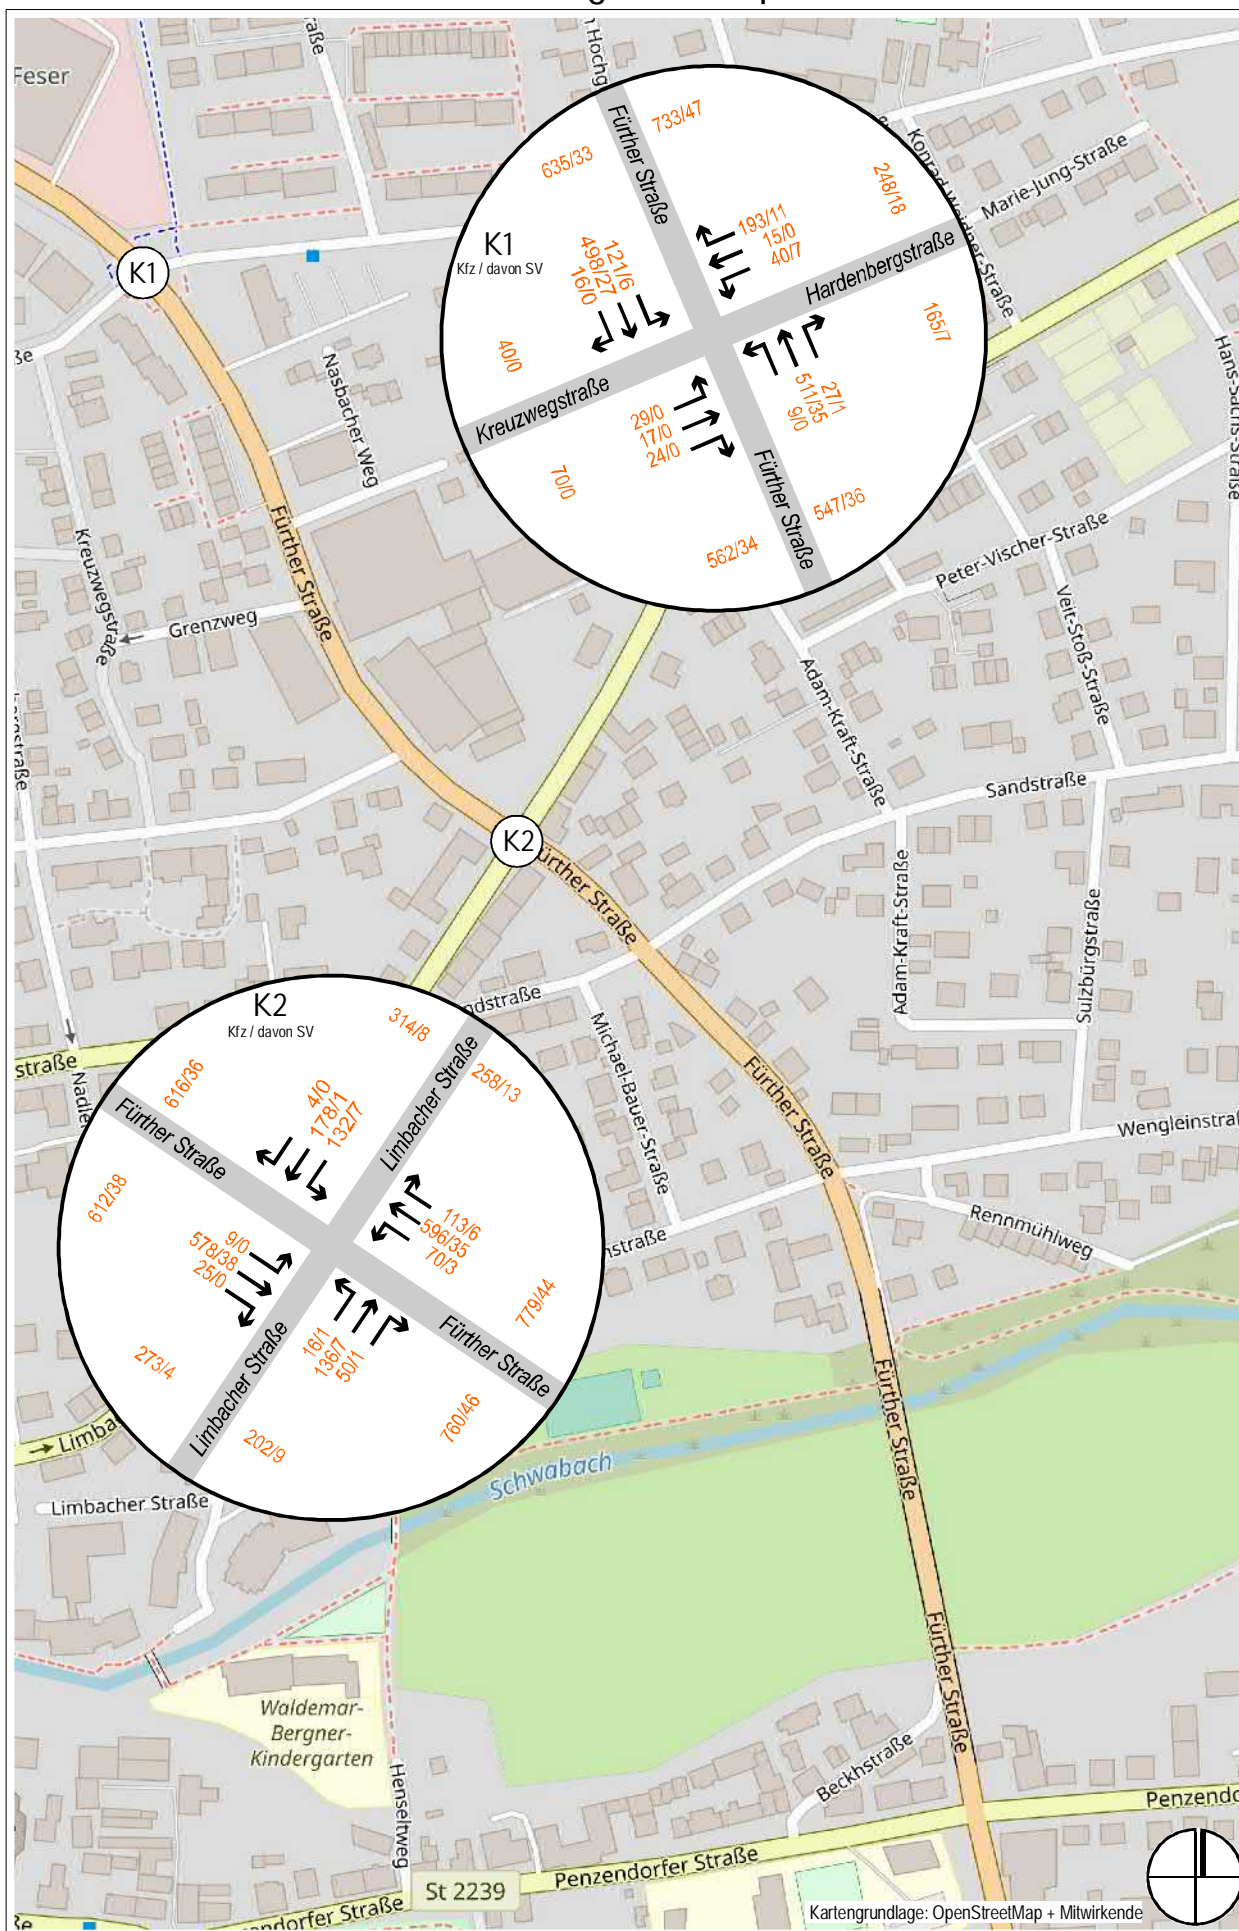 Feser
K1
Fürther Straße
733/47
635/33
248/18
K1
Kfz / davon SV
193/11
15/0
40/7
121/6
498/27
16/0
Hardenbergstraße
Konrad-Weidner-Straße
Marie-Jung-Straße
165/7
40/0
Kreuzwegstraße
29/0
17/0
24/0
27/1
511/35
9/0
70/0
Fürther Straße
547/36
562/34
Nasbacher Weg
Hans-Sachs-Straße
Fürther Straße
Kreuzwegstraße
Grenzweg
Peter-Vischer-Straße
Veit-Stoß-Straße
Adam-Kraft-Straße
Sandstraße
K2
Fürther Straße
Adam-Kraft-Straße
Sulzbürgstraße
K2
Kfz / davon SV
314/8
258/13
616/36
Limbacher Straße
4/0
178/1
132/7
Fürther Straße
612/38
113/6
596/35
70/3
9/0
578/38
25/0
16/1
136/7
50/1
779/44
Fürther Straße
273/4
Limbacher Straße
202/9
760/46
straße
Michael-Bauer-Straße
Fürther Straße
Rennmühlweg
Limbacher Straße
Schwabach
Fürther Straße
Fürther Straße
Waldemar-
Bergner-
Kindergarten
Henseltweg
Beckhstraße
Penzendorfer Straße
St 2239
Kartengrundlage: OpenStreetMap + Mitwirkende